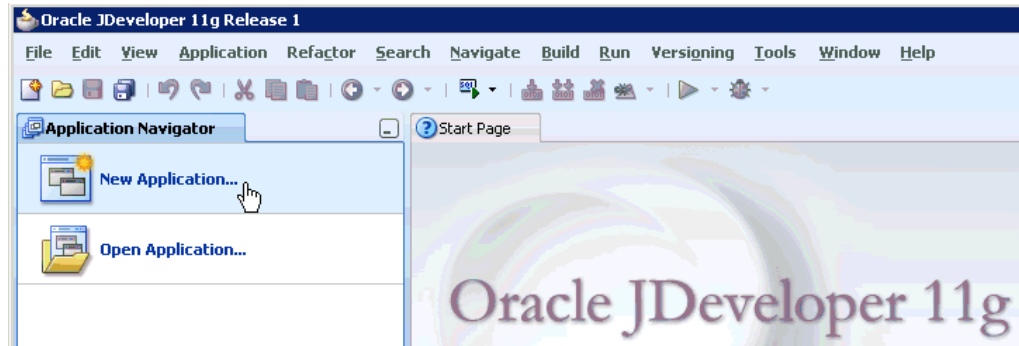 Oracle JDeveloper 11g Release 1
File Edit View Application Refactor Search Navigate Build Run Versioning Tools Window Help
Application Navigator
Start Page
New Application...
Open Application...
Oracle JDeveloper 11g